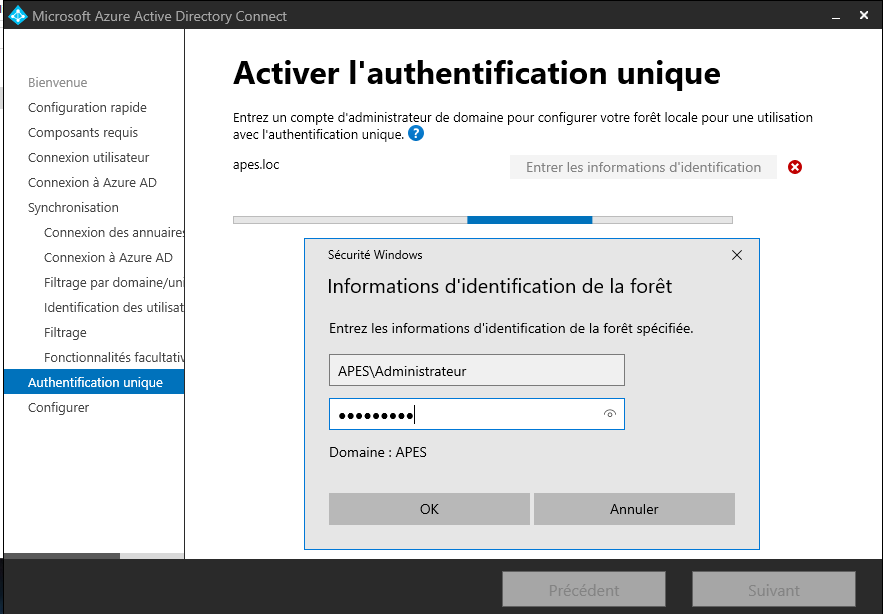 Microsoft Azure Active Directory Connect
Bienvenue
Configuration rapide
Composants requis
Connexion utilisateur
Connexion à Azure AD
Synchronisation
Connexion des annuaires
Connexion à Azure AD
Filtrage par domaine/uni
Identification des utilisat
Filtrage
Fonctionnalités facultativ
Authentification unique
Configurer
Activer l'authentification unique
Entrez un compte d'administrateur de domaine pour configurer votre forêt locale pour une utilisation
avec l'authentification unique. ?
apes.loc
Entrer les informations d'identification
Sécurité Windows
Informations d'identification de la forêt
Entrez les informations d'identification de la forêt spécifiée.
APES\Administrateur
●●●●●●●●●
Domaine : APES
OK
Annuler
Précédent
Suivant